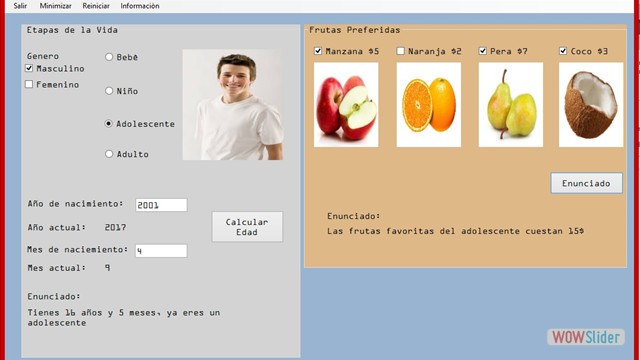 Salir Minimizar Reiniciar Información
Etapas de la Vida
Genero
Masculino
Femenino
Bebé
Niño
Adolescente
Adulto
Año de nacimiento: 2001
Año actual: 2017
Mes de naciemiento: 4
Mes actual: 9
Calcular
Edad
Enunciado:
Tienes 16 años y 5 meses, ya eres un
adolescente
Frutas Preferidas
Manzana $5 Naranja $2 Pera $7 Coco $3
Enunciado
Enunciado:
Las frutas favoritas del adolescente cuestan 15$
WOWSlider